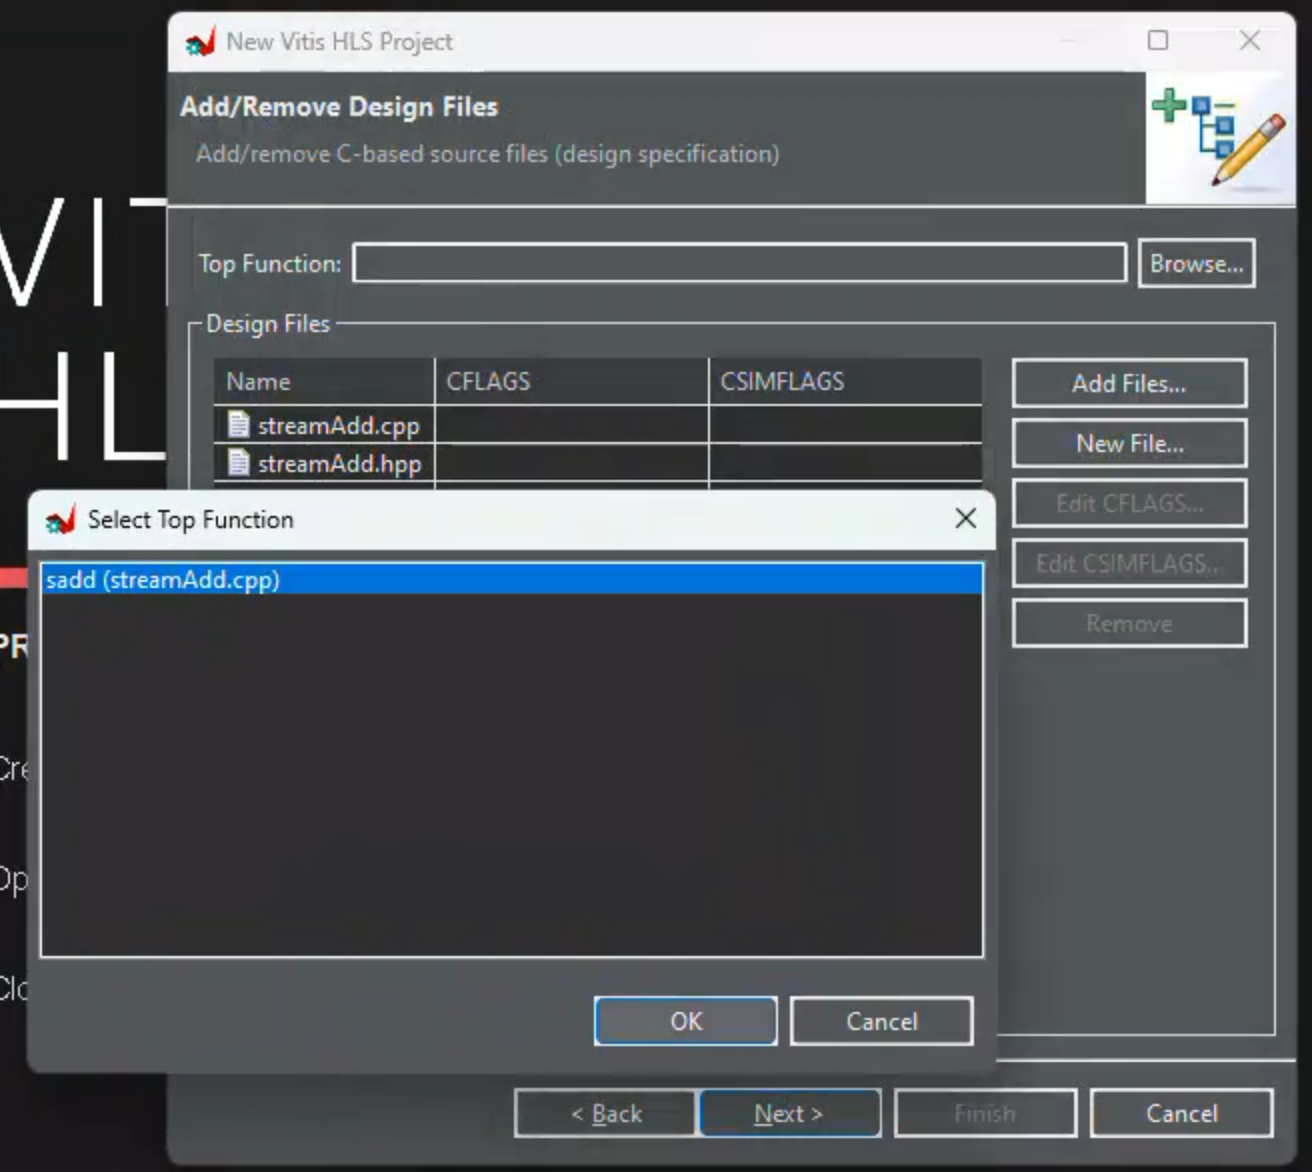 New Vitis HLS Project
Add/Remove Design Files
Add/remove C-based source files (design specification)
VIT
HL
Top Function:
Browse...
Design Files
Name CFLAGS CSIMFLAGS
streamAdd.cpp
streamAdd.hpp
Add Files...
New File...
Edit CFLAGS...
Edit CSIMFLAGS...
Remove
Select Top Function
sadd (streamAdd.cpp)
PR
Cre
Op
Clo
OK Cancel
< Back Next > Finish Cancel